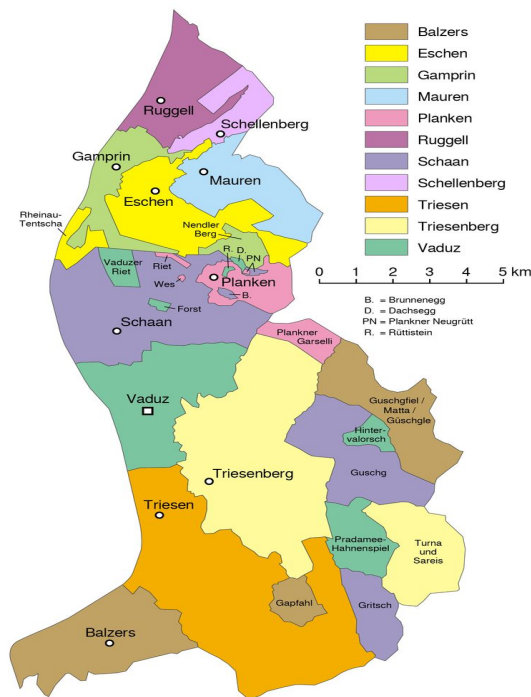 Balzers
Eschen
Gamprin
Mauren
Planken
Ruggell
Schaan
Schellenberg
Triesen
Triesenberg
Vaduz
0 1 2 3 4 5 km
B. = Brunnenegg
D. = Dachsegg
PN = Plankner Neugrütt
R. = Rüttistein
Ruggell
Schellenberg
Gamprin
Mauren
Eschen
Rheinau-
Tentscha
Nendler
Berg
R.
D.
PN
Vaduzer
Riet
Riet
Wes
Planken
B.
Forst
Schaan
Plankner
Garselli
Guschgfiel /
Matta /
Güschgle
Vaduz
Hinter-
valorsch
Guschg
Triesenberg
Triesen
Pradamee-
Hahnenspiel
Turna
und
Sareis
Gapfahl
Gritsch
Balzers